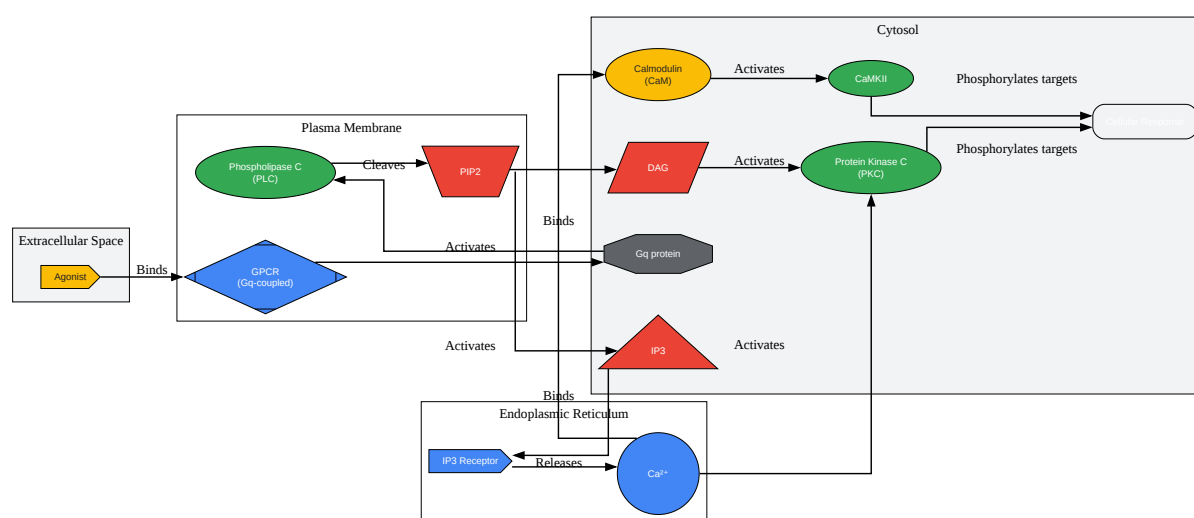 Cytosol
Calmodulin
(CaM)
Activates
CaMKII
Phosphorylates targets
Cellular Response
Plasma Membrane
Phospholipase C
(PLC)
Cleaves
PIP2
DAG
Activates
Protein Kinase C
(PKC)
Phosphorylates targets
Binds
Extracellular Space
Agonist
Binds
GPCR
(Gq-coupled)
Activates
Gq protein
Activates
IP3
Activates
Binds
Endoplasmic Reticulum
IP3 Receptor
Releases
Ca²⁺